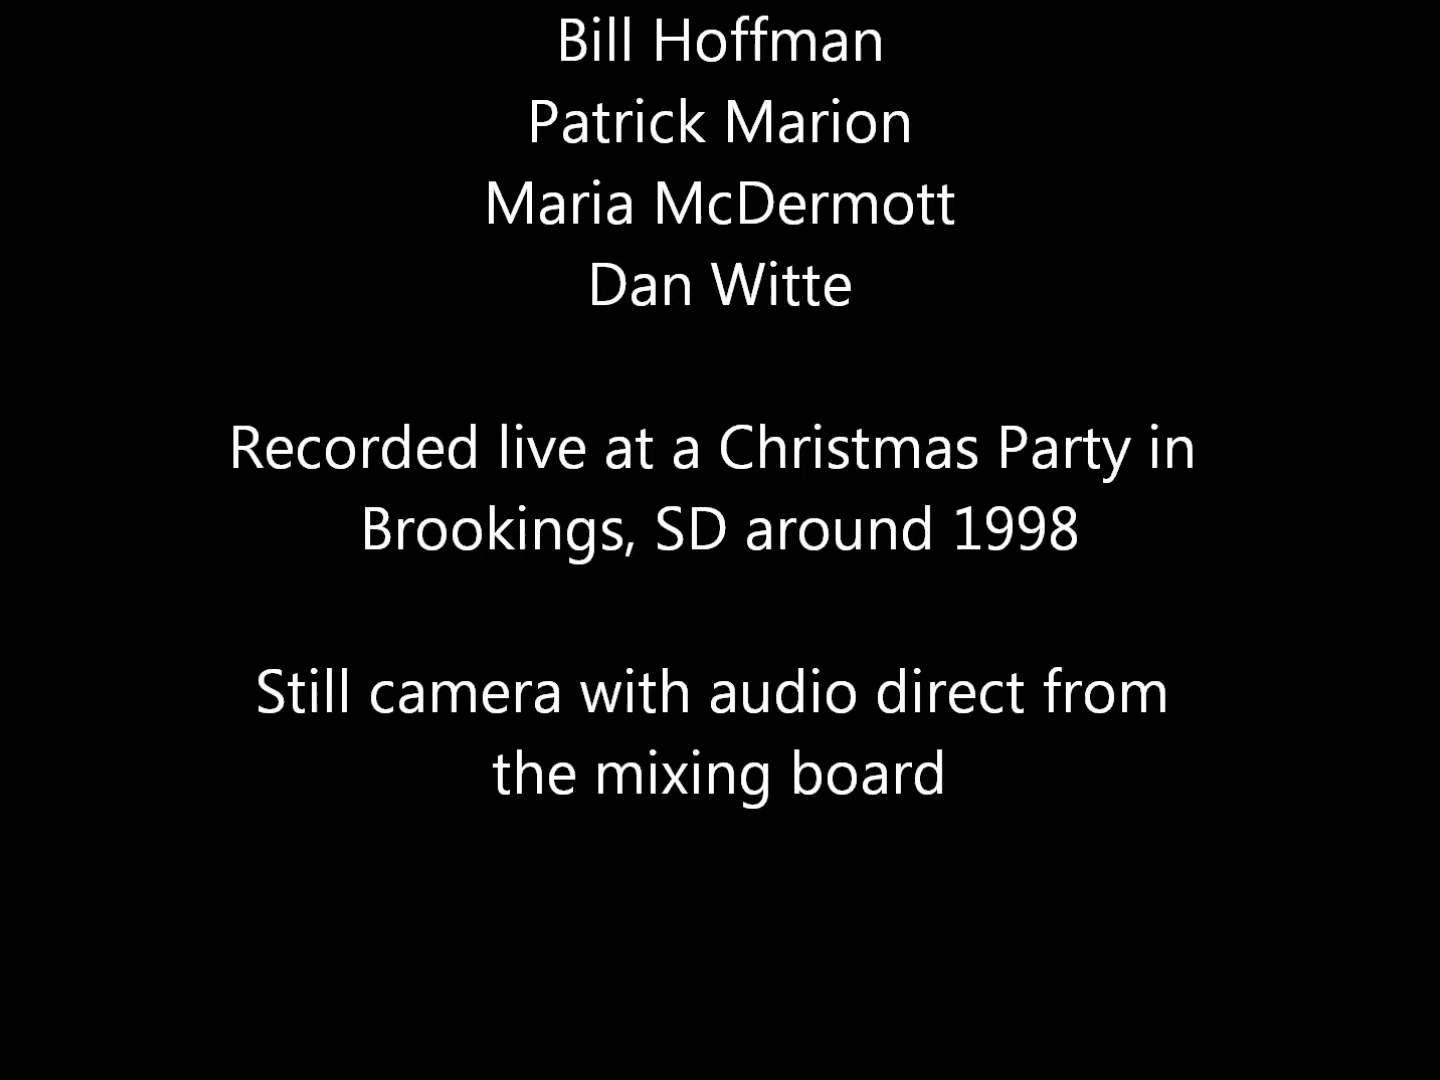 Bill Hoffman
Patrick Marion
Maria McDermott
Dan Witte
Recorded live at a Christmas Party in
Brookings, SD around 1998
Still camera with audio direct from
the mixing board